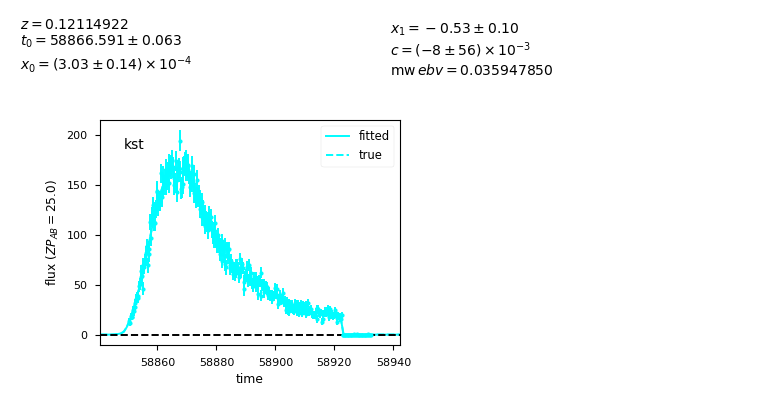 z = 0.12114922
t₀ = 58866.591 ± 0.063
x₀ = (3.03 ± 0.14) × 10⁻⁴
x₁ = − 0.53 ± 0.10
c = (−8 ± 56) × 10⁻³
mw ebv = 0.035947850
kst
fitted
true
flux (ZP_AB = 25.0)
200
150
100
50
0
58860 58880 58900 58920 58940
time